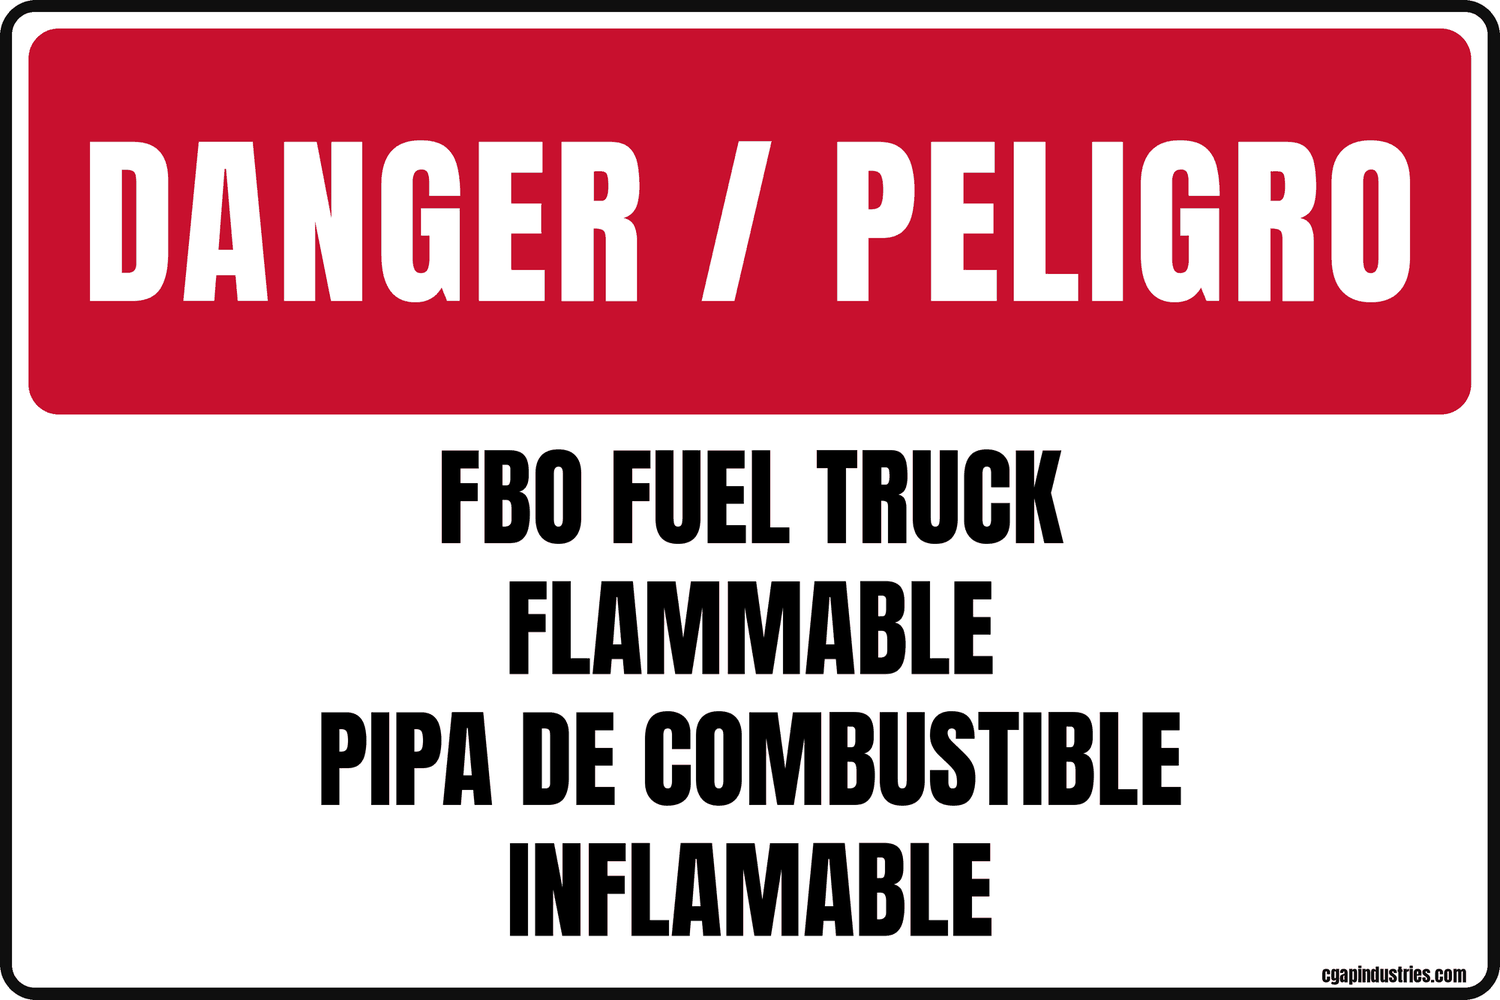 DANGER / PELIGRO
FBO FUEL TRUCK
FLAMMABLE
PIPA DE COMBUSTIBLE
INFLAMABLE
cgapindustries.com